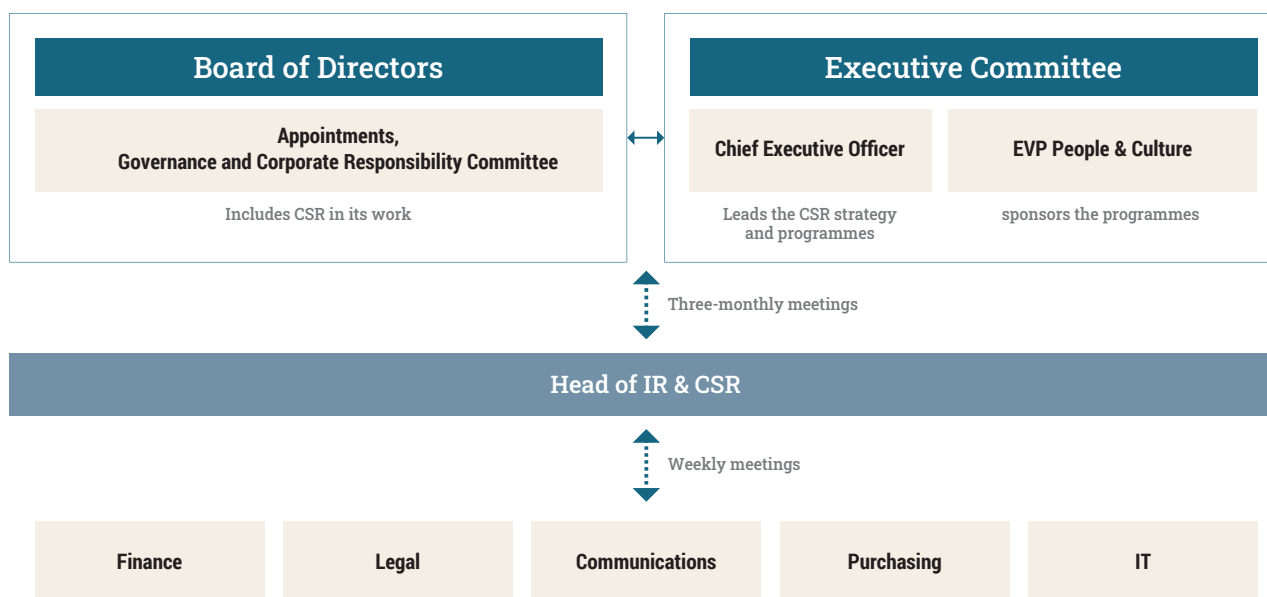 Board of Directors
Appointments,
Governance and Corporate Responsibility Committee
Includes CSR in its work
Executive Committee
Chief Executive Officer
Leads the CSR strategy
and programmes
EVP People & Culture
sponsors the programmes
Three-monthly meetings
Head of IR & CSR
Weekly meetings
Finance
Legal
Communications
Purchasing
IT